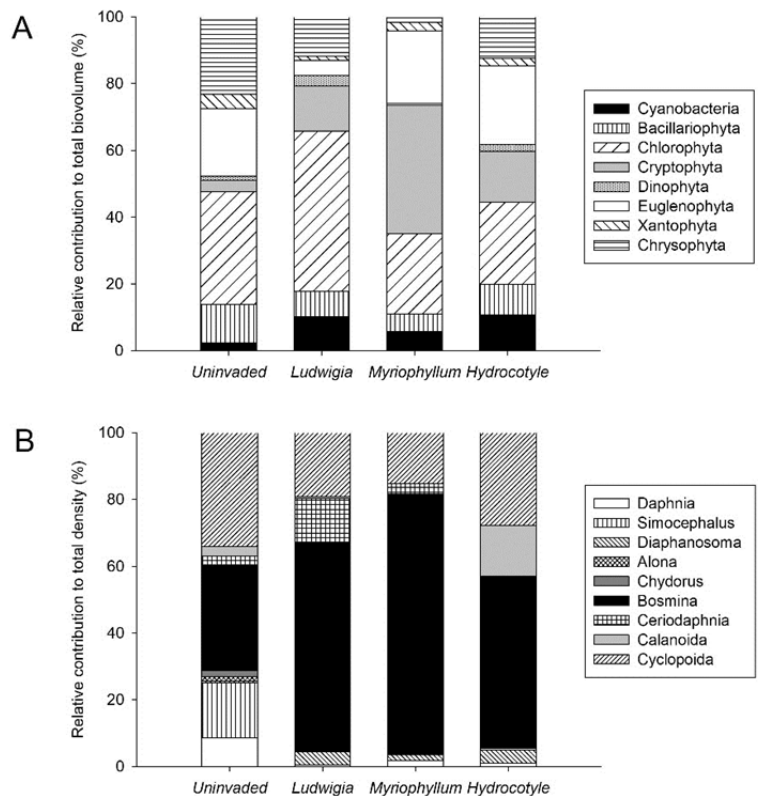 A
Relative contribution to total biovolume (%)
100
80
60
40
20
0
Uninvaded Ludwigia Myriophyllum Hydrocotyle
Cyanobacteria
Bacillariophyta
Chlorophyta
Cryptophyta
Dinophyta
Euglenophyta
Xantophyta
Chrysophyta
B
Relative contribution to total density (%)
100
80
60
40
20
0
Uninvaded Ludwigia Myriophyllum Hydrocotyle
Daphnia
Simocephalus
Diaphanosoma
Alona
Chydorus
Bosmina
Ceriodaphnia
Calanoida
Cyclopoida